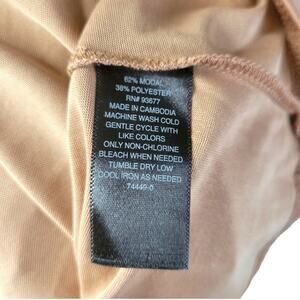 62% MODAL
38% POLYESTER
RN# 93677
MADE IN CAMBODIA
MACHINE WASH COLD
GENTLE CYCLE WITH
LIKE COLORS
ONLY NON-CHLORINE
BLEACH WHEN NEEDED
TUMBLE DRY LOW
COOL IRON AS NEEDED
74449-0